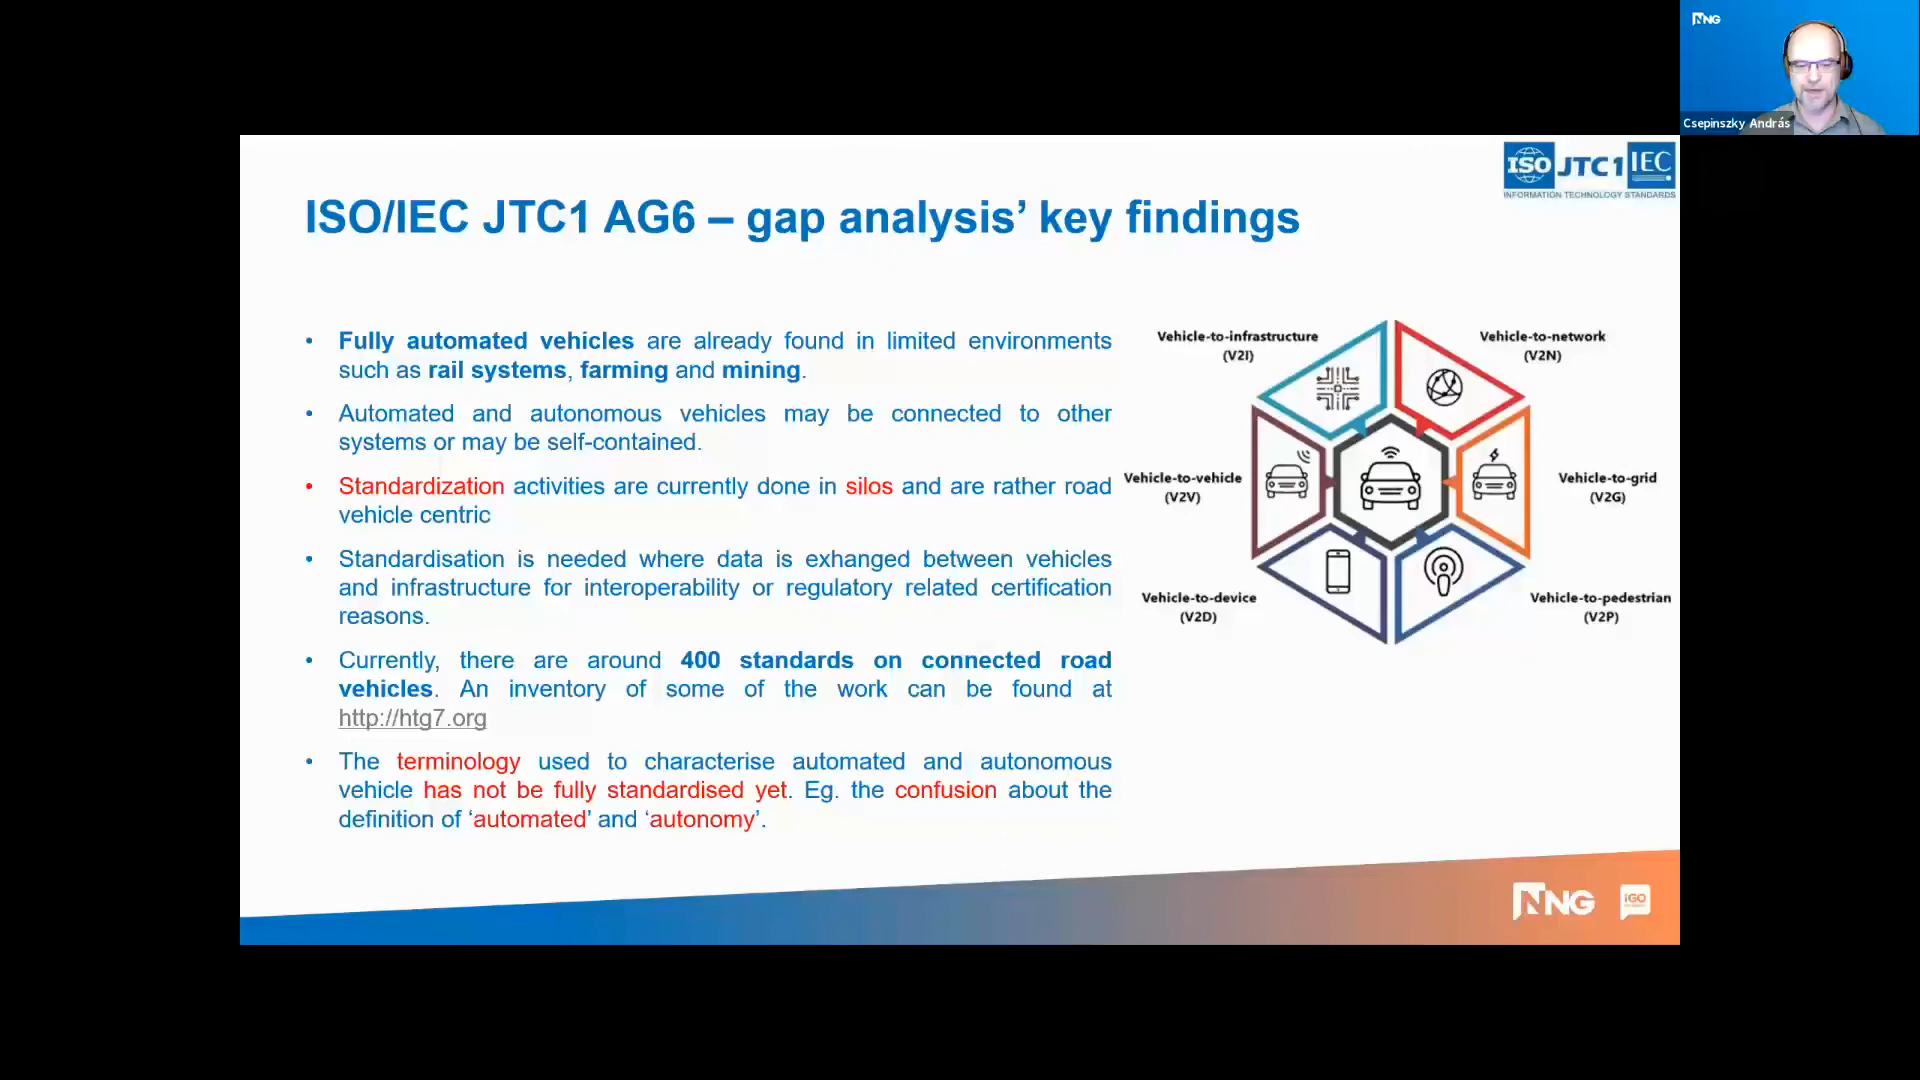 NNG
Csepinszky András
ISO JTC1 IEC
INFORMATION TECHNOLOGY STANDARDS
ISO/IEC JTC1 AG6 – gap analysis’ key findings
• Fully automated vehicles are already found in limited environments
such as rail systems, farming and mining.
• Automated and autonomous vehicles may be connected to other
systems or may be self-contained.
• Standardization activities are currently done in silos and are rather road
vehicle centric
• Standardisation is needed where data is exhanged between vehicles
and infrastructure for interoperability or regulatory related certification
reasons.
• Currently, there are around 400 standards on connected road
vehicles. An inventory of some of the work can be found at
http://htg7.org
• The terminology used to characterise automated and autonomous
vehicle has not be fully standardised yet. Eg. the confusion about the
definition of ‘automated’ and ‘autonomy’.
Vehicle-to-infrastructure
(V2I)
Vehicle-to-network
(V2N)
Vehicle-to-vehicle
(V2V)
Vehicle-to-grid
(V2G)
Vehicle-to-device
(V2D)
Vehicle-to-pedestrian
(V2P)
NNG
iGO